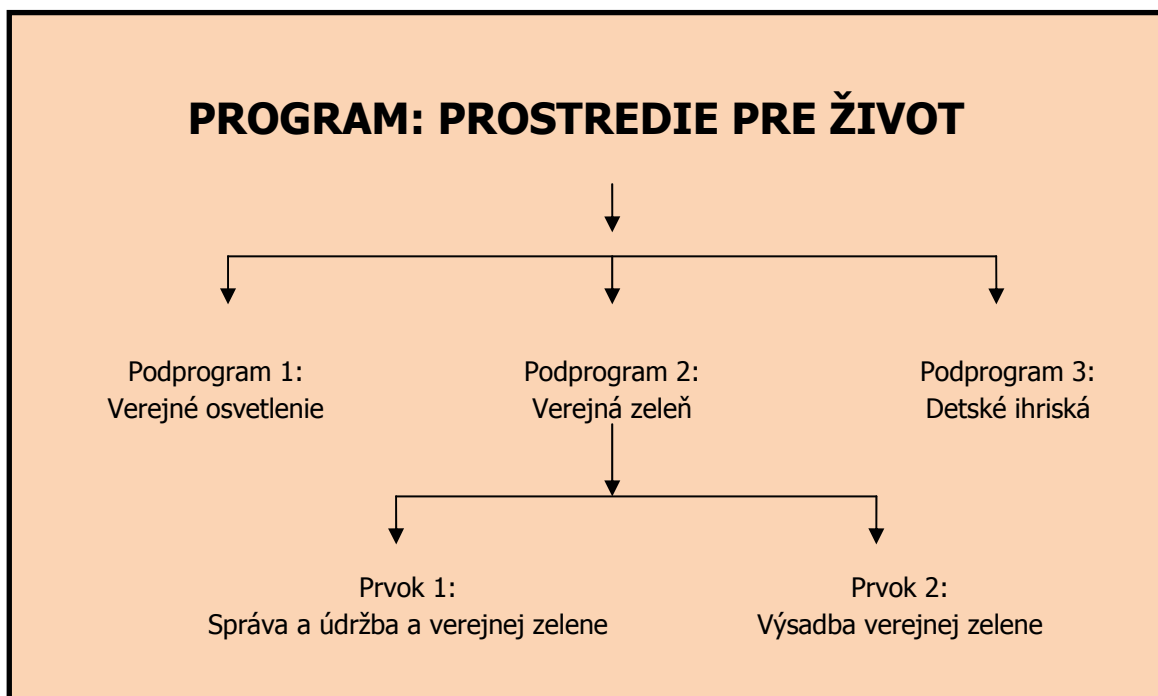 PROGRAM: PROSTREDIE PRE ŽIVOT
Podprogram 1:
Verejné osvetlenie
Podprogram 2:
Verejná zeleň
Podprogram 3:
Detské ihriská
Prvok 1:
Správa a údržba a verejnej zelene
Prvok 2:
Výsadba verejnej zelene